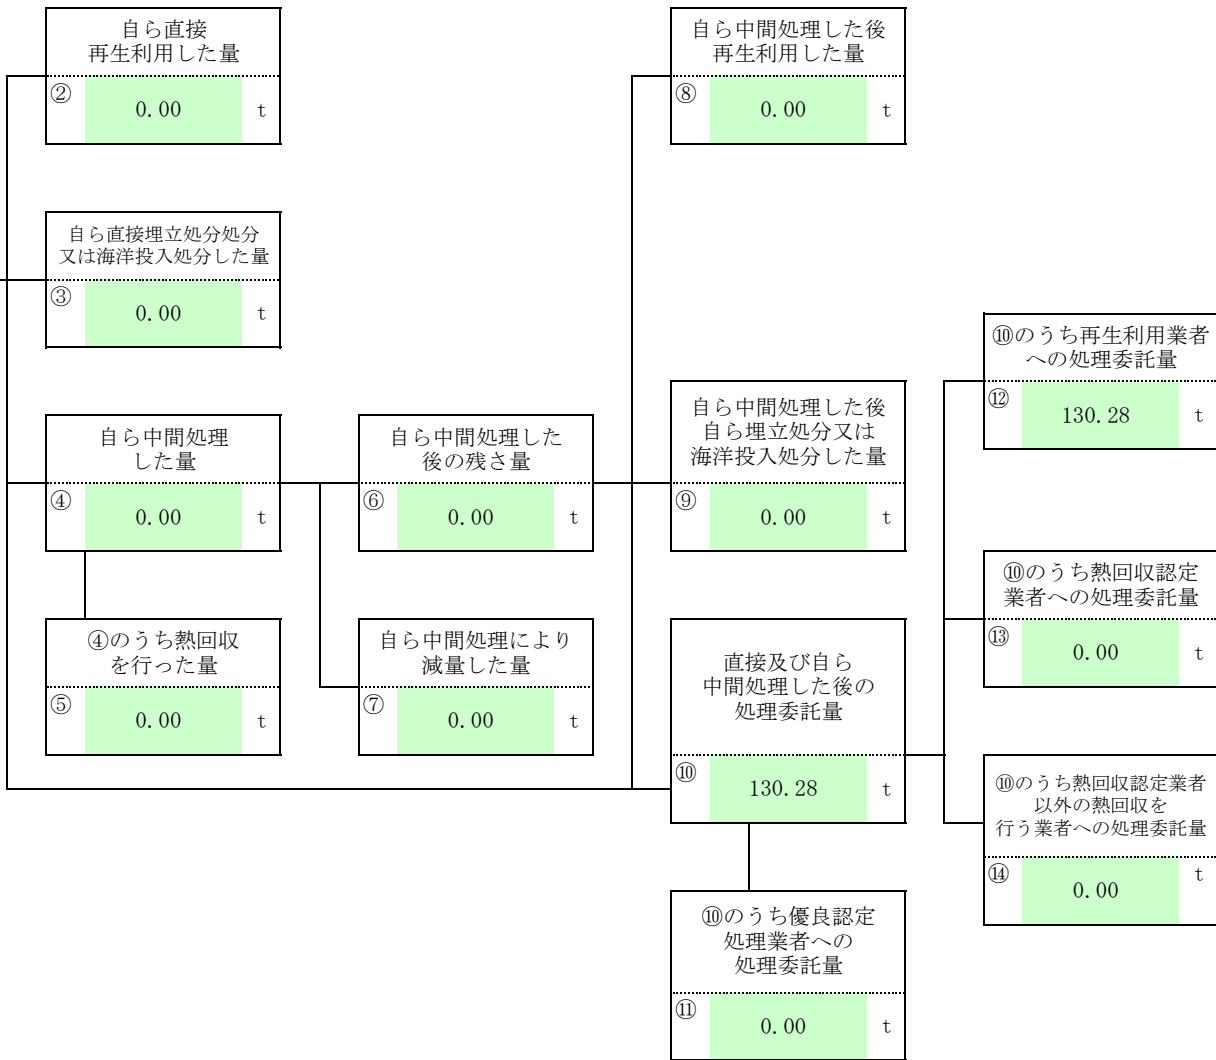 自ら直接
再生利用した量
② 0.00 t
自ら直接埋立処分処分
又は海洋投入処分した量
③ 0.00 t
自ら中間処理
した量
④ 0.00 t
④のうち熱回収
を行った量
⑤ 0.00 t
自ら中間処理した
後の残さ量
⑥ 0.00 t
自ら中間処理により
減量した量
⑦ 0.00 t
自ら中間処理した後
再生利用した量
⑧ 0.00 t
自ら中間処理した後
自ら埋立処分又は
海洋投入処分した量
⑨ 0.00 t
直接及び自ら
中間処理した後の
処理委託量
⑩ 130.28 t
⑩のうち優良認定
処理業者への
処理委託量
⑪ 0.00 t
⑩のうち再生利用業者
への処理委託量
⑫ 130.28 t
⑩のうち熱回収認定
業者への処理委託量
⑬ 0.00 t
⑩のうち熱回収認定業者
以外の熱回収を
行う業者への処理委託量
⑭ 0.00 t